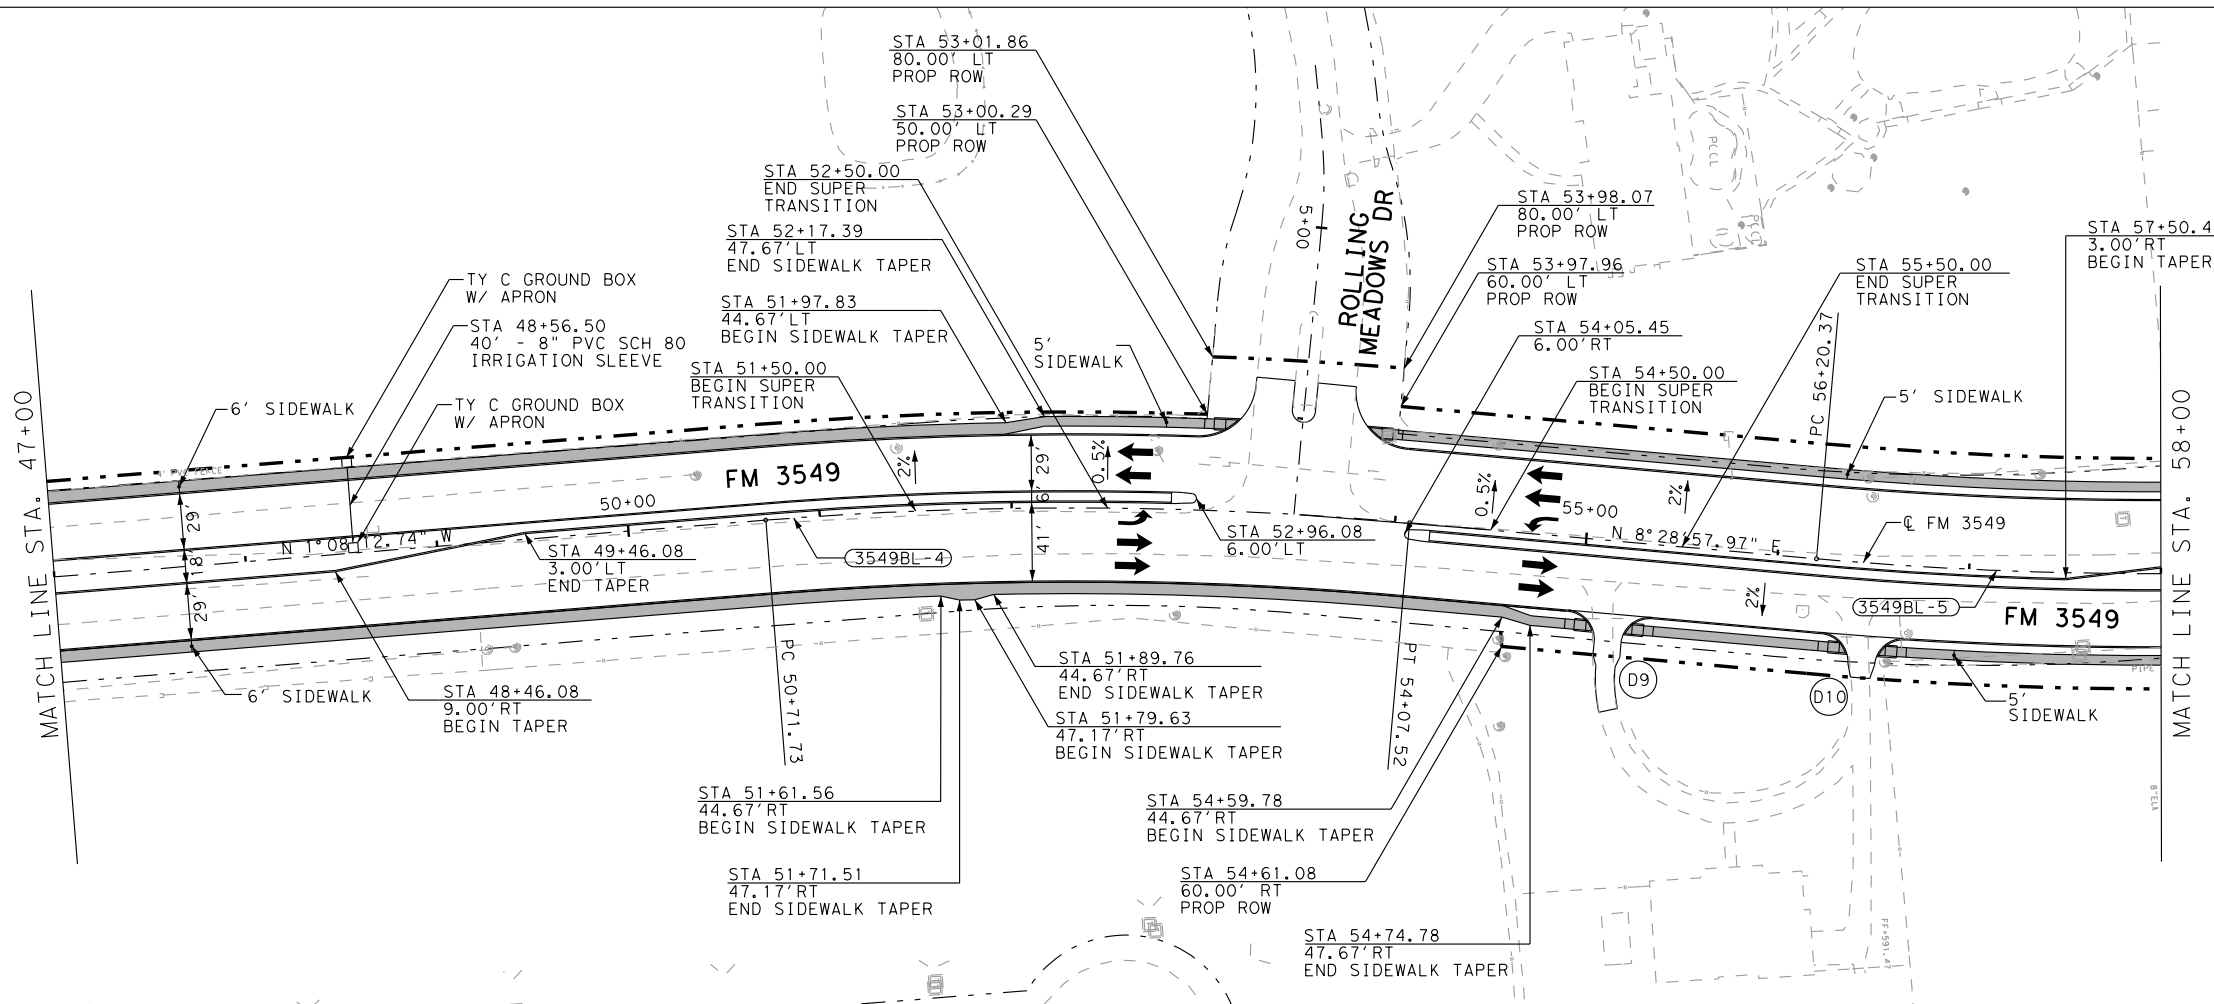 STA 53+01.86
80.00' LT
PROP ROW
STA 53+00.29
50.00' LT
PROP ROW
STA 52+50.00
END SUPER
TRANSITION
STA 52+17.39
47.67'LT
END SIDEWALK TAPER
STA 51+97.83
44.67'LT
BEGIN SIDEWALK TAPER
STA 51+50.00
BEGIN SUPER
TRANSITION
TY C GROUND BOX
W/ APRON
STA 48+56.50
40' - 8" PVC SCH 80
IRRIGATION SLEEVE
TY C GROUND BOX
W/ APRON
6' SIDEWALK
5'
SIDEWALK
5+00
ROLLING
MEADOWS DR
STA 53+98.07
80.00' LT
PROP ROW
STA 53+97.96
60.00' LT
PROP ROW
STA 54+05.45
6.00'RT
STA 54+50.00
BEGIN SUPER
TRANSITION
STA 55+50.00
END SUPER
TRANSITION
STA 57+50.4
3.00'RT
BEGIN TAPER
PC 56+20.37
5' SIDEWALK
PCCL
MATCH LINE STA. 47+00
MATCH LINE STA. 58+00
29'
18'
29'
FM 3549
50+00
N 1°08'12.74" W
2%
29'
6'
41'
0.5%
0.5%
2%
55+00
N 8°28'57.97" E
℄ FM 3549
STA 52+96.08
6.00'LT
STA 49+46.08
3.00'LT
END TAPER
3549BL-4
2%
3549BL-5
FM 3549
6' SIDEWALK
STA 48+46.08
9.00'RT
BEGIN TAPER
PC 50+71.73
STA 51+89.76
44.67'RT
END SIDEWALK TAPER
STA 51+79.63
47.17'RT
BEGIN SIDEWALK TAPER
PT 54+07.52
D9
D10
5'
SIDEWALK
PIPE
STA 51+61.56
44.67'RT
BEGIN SIDEWALK TAPER
STA 51+71.51
47.17'RT
END SIDEWALK TAPER
STA 54+59.78
44.67'RT
BEGIN SIDEWALK TAPER
STA 54+61.08
60.00' RT
PROP ROW
STA 54+74.78
47.67'RT
END SIDEWALK TAPER